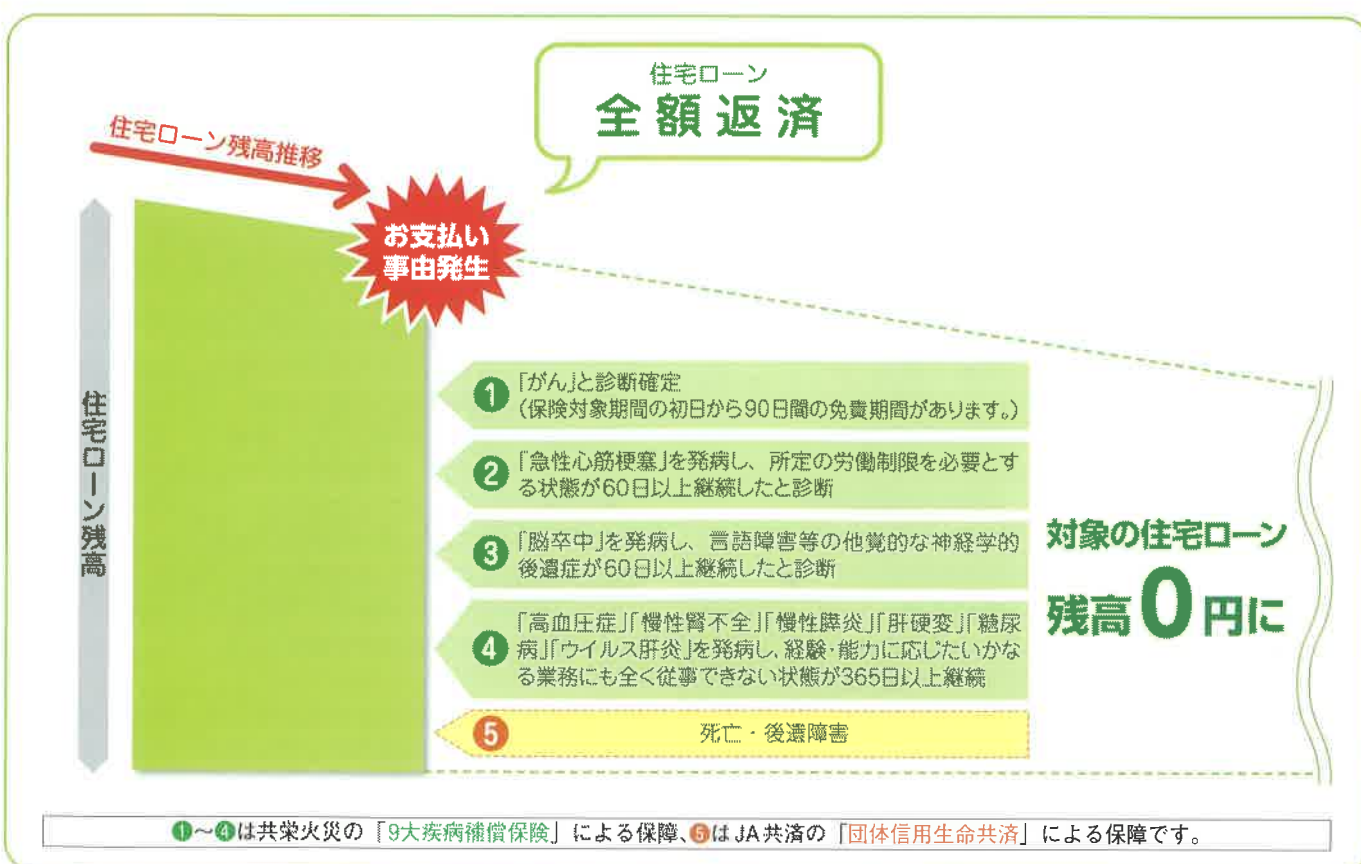 住宅ローン
全額返済
住宅ローン残高推移
お支払い
事由発生
住宅ローン残高
❶「がん」と診断確定
（保険対象期間の初日から90日間の免責期間があります。）
❷「急性心筋梗塞」を発病し、所定の労働制限を必要とす
る状態が60日以上継続したと診断
❸「脳卒中」を発病し、言語障害等の他覚的な神経学的
後遺症が60日以上継続したと診断
❹「高血圧症」「慢性腎不全」「慢性膵炎」「肝硬変」「糖尿
病」「ウイルス肝炎」を発病し、経験・能力に応じたいかな
る業務にも全く従事できない状態が365日以上継続
❺ 死亡・後遺障害
対象の住宅ローン
残高0円に
❶～❹は共栄火災の「9大疾病補償保険」による保障、❺はJA共済の「団体信用生命共済」による保障です。